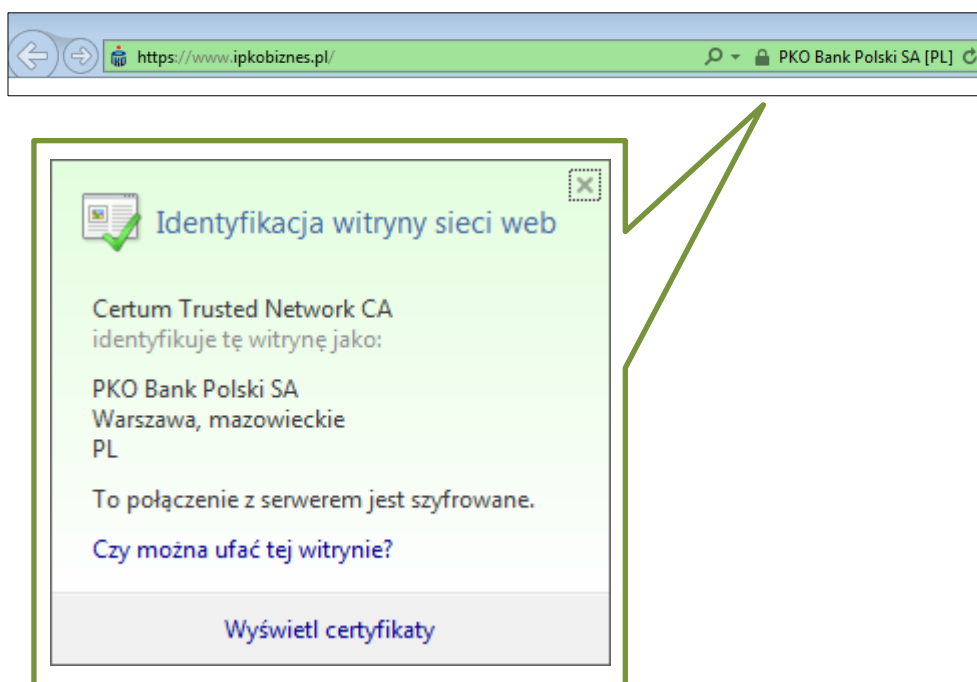 https://www.ipkobiznes.pl/ PKO Bank Polski SA [PL]
Identyfikacja witryny sieci web
Certum Trusted Network CA
identyfikuje tę witrynę jako:
PKO Bank Polski SA
Warszawa, mazowieckie
PL
To połączenie z serwerem jest szyfrowane.
Czy można ufać tej witrynie?
Wyświetl certyfikaty